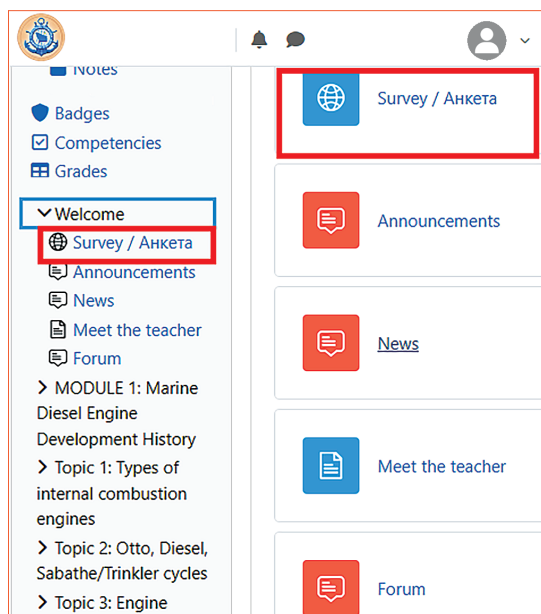 Notes
Badges
Competencies
Grades
Welcome
Survey / Анкета
Announcements
News
Meet the teacher
Forum
MODULE 1: Marine
Diesel Engine
Development History
Topic 1: Types of
internal combustion
engines
Topic 2: Otto, Diesel,
Sabathe/Trinkler cycles
Topic 3: Engine
Survey / Анкета
Announcements
News
Meet the teacher
Forum